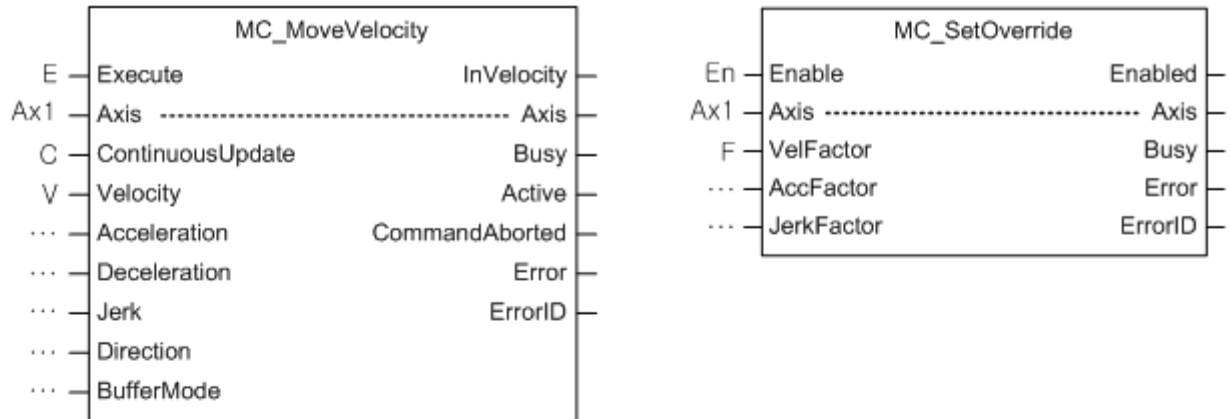 MC_MoveVelocity
E Execute InVelocity
Ax1 Axis Axis
C ContinuousUpdate Busy
V Velocity Active
... Acceleration CommandAborted
... Deceleration Error
... Jerk ErrorID
... Direction
... BufferMode
MC_SetOverride
En Enable Enabled
Ax1 Axis Axis
F VelFactor Busy
... AccFactor Error
... JerkFactor ErrorID